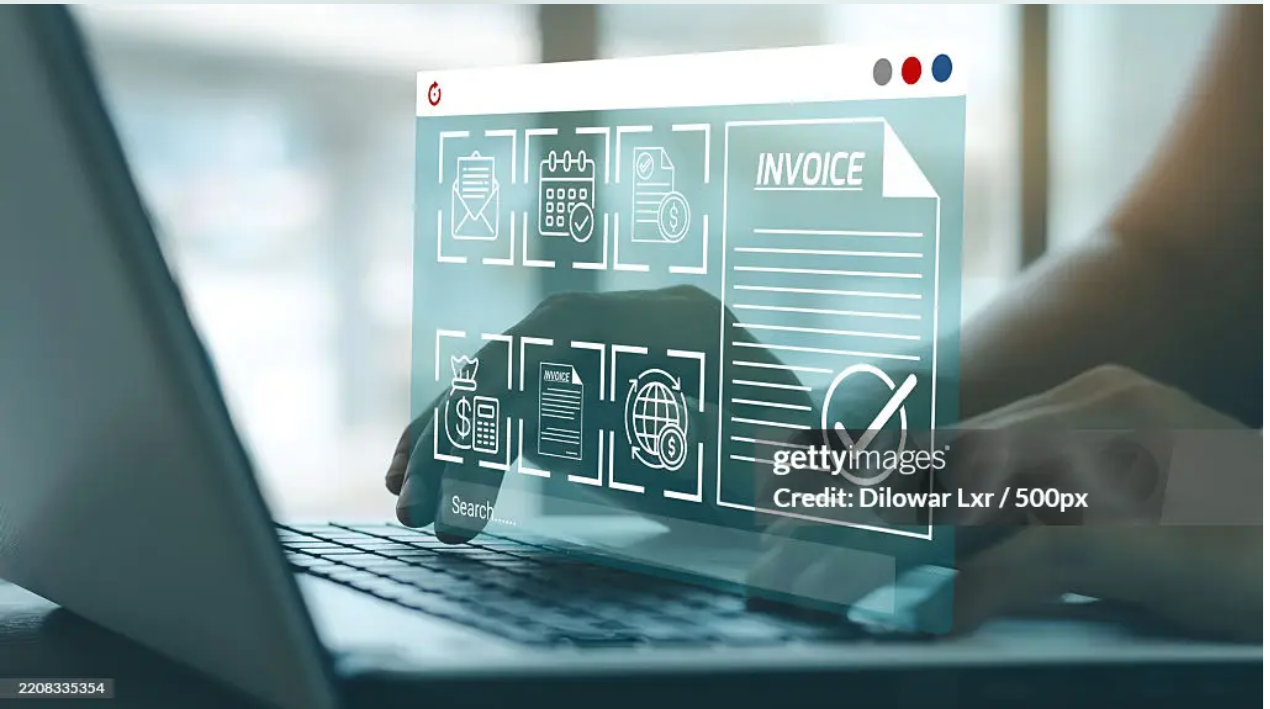 INVOICE
INVOICE
Search......
gettyimages®
Credit: Dilowar Lxr / 500px
2208335354